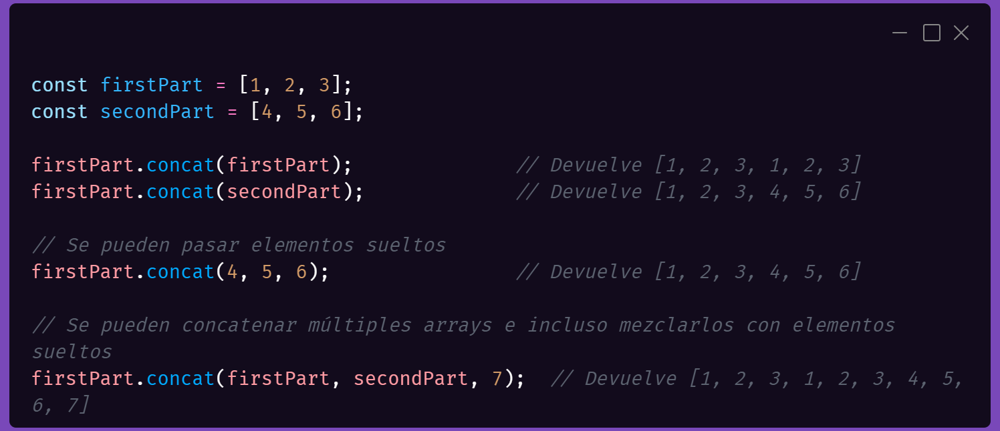 const firstPart = [1, 2, 3];
const secondPart = [4, 5, 6];
firstPart.concat(firstPart);              // Devuelve [1, 2, 3, 1, 2, 3]
firstPart.concat(secondPart);             // Devuelve [1, 2, 3, 4, 5, 6]
// Se pueden pasar elementos sueltos
firstPart.concat(4, 5, 6);                // Devuelve [1, 2, 3, 4, 5, 6]
// Se pueden concatenar múltiples arrays e incluso mezclarlos con elementos
sueltos
firstPart.concat(firstPart, secondPart, 7);  // Devuelve [1, 2, 3, 1, 2, 3, 4, 5,
6, 7]